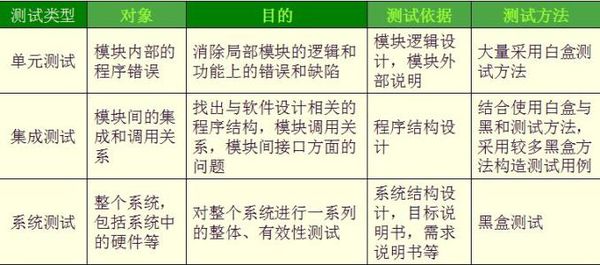 测试类型 对象 目的 测试依据 测试方法
单元测试
模块内部的
程序错误
消除局部模块的逻辑和
功能上的错误和缺陷
模块逻辑设
计，模块外
部说明
大量采用白盒测
试方法
集成测试
模块间的集
成和调用关
系
找出与软件设计相关的
程序结构，模块调用关
系，模块间接口方面的
问题
程序结构设
计
结合使用白盒与
黑和测试方法，
采用较多黑盒方
法构造测试用例
系统测试
整个系统，
包括系统中
的硬件等
对整个系统进行一系列
的整体、有效性测试
系统结构设
计，目标说
明书，需求
说明书等
黑盒测试